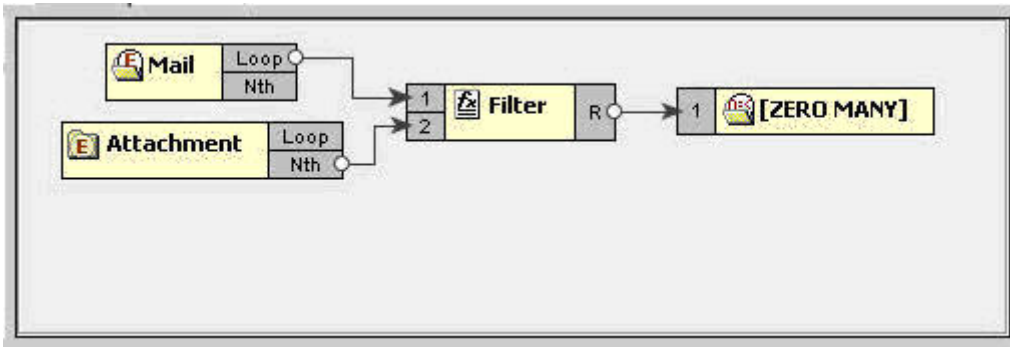 Mail
Loop
Nth
Attachment
Loop
Nth
1
2
Filter
R
1
[ZERO MANY]